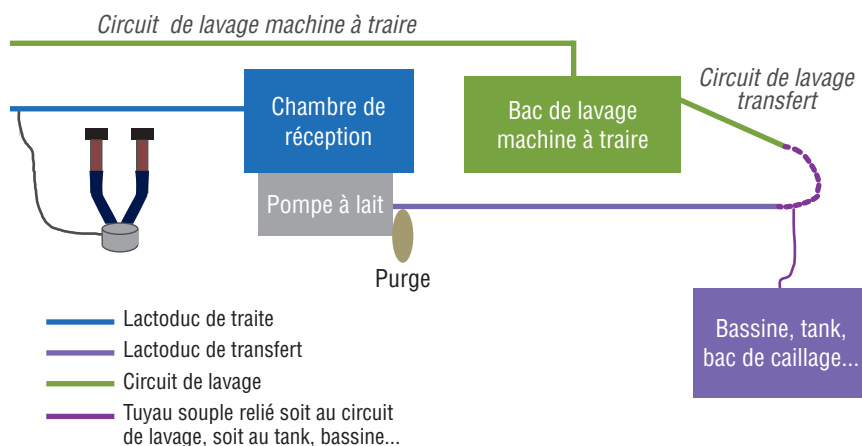 Circuit de lavage machine à traire
Circuit de lavage
transfert
Chambre de
réception
Bac de lavage
machine à traire
Pompe à lait
Purge
Bassine, tank,
bac de caillage...
Lactoduc de traite
Lactoduc de transfert
Circuit de lavage
Tuyau souple relié soit au circuit
de lavage, soit au tank, bassine...